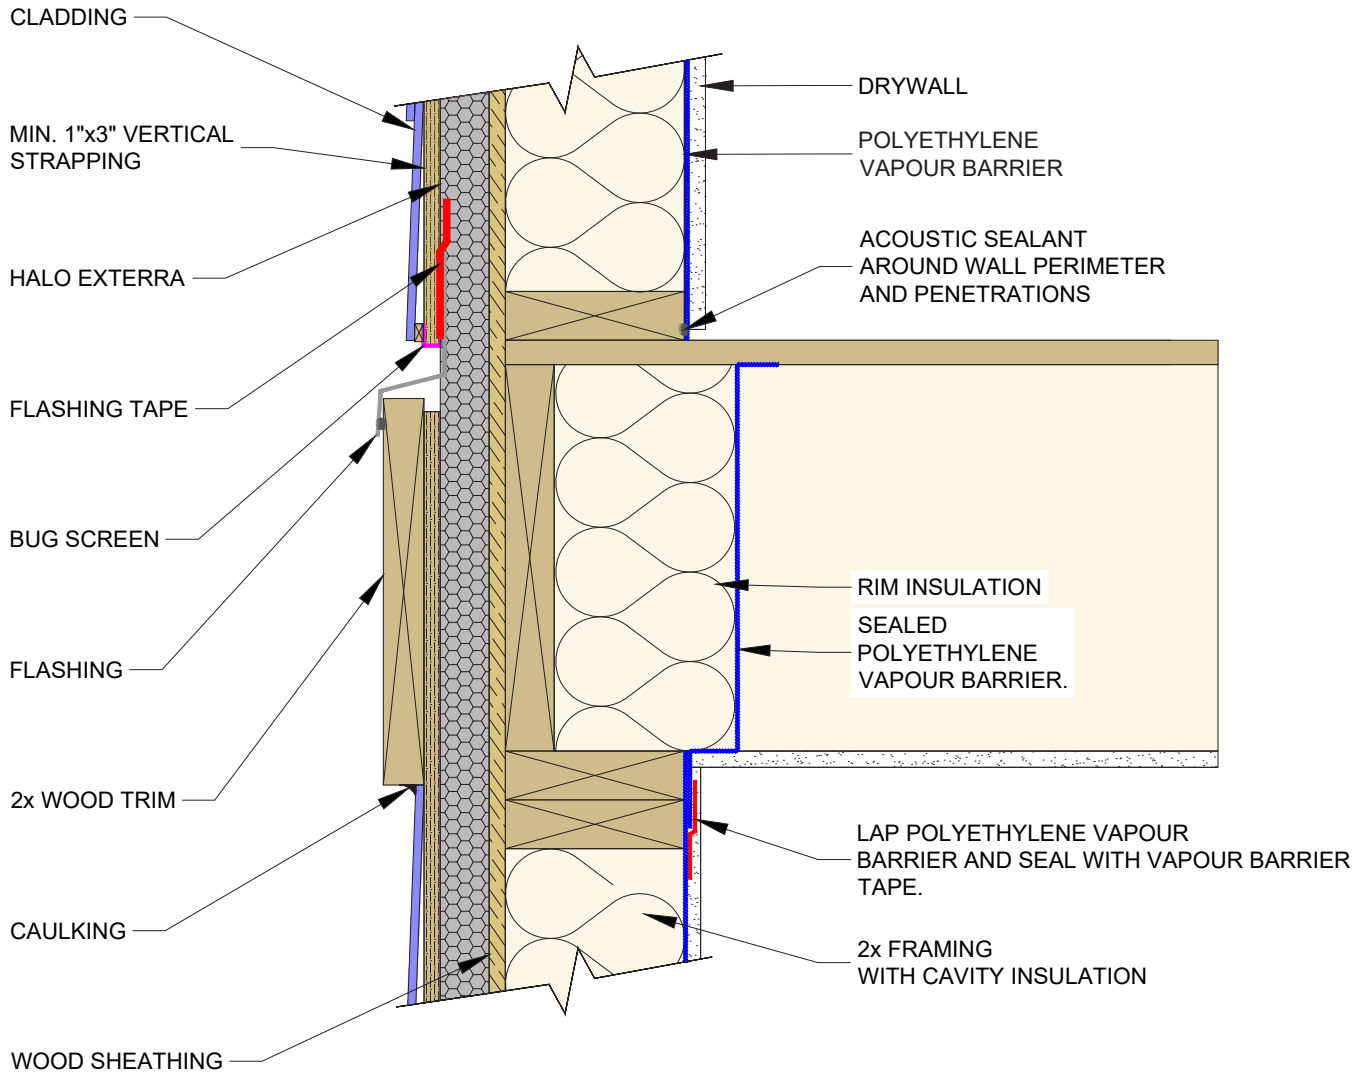 CLADDING
MIN. 1"x3" VERTICAL
STRAPPING
HALO EXTERRA
FLASHING TAPE
BUG SCREEN
FLASHING
2x WOOD TRIM
CAULKING
WOOD SHEATHING
DRYWALL
POLYETHYLENE
VAPOUR BARRIER
ACOUSTIC SEALANT
AROUND WALL PERIMETER
AND PENETRATIONS
RIM INSULATION
SEALED
POLYETHYLENE
VAPOUR BARRIER.
LAP POLYETHYLENE VAPOUR
BARRIER AND SEAL WITH VAPOUR BARRIER
TAPE.
2x FRAMING
WITH CAVITY INSULATION